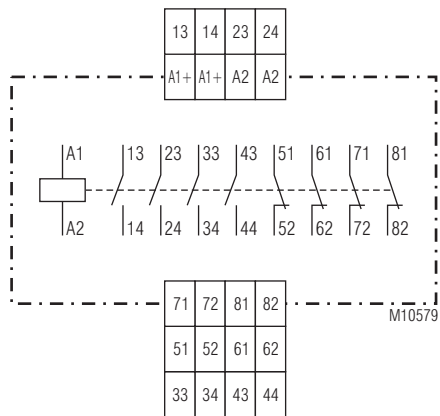 13 14 23 24
A1+ A1+ A2 A2
A1 13 23 33 43 51 61 71 81
A2 14 24 34 44 52 62 72 82
71 72 81 82
M10579
51 52 61 62
33 34 43 44